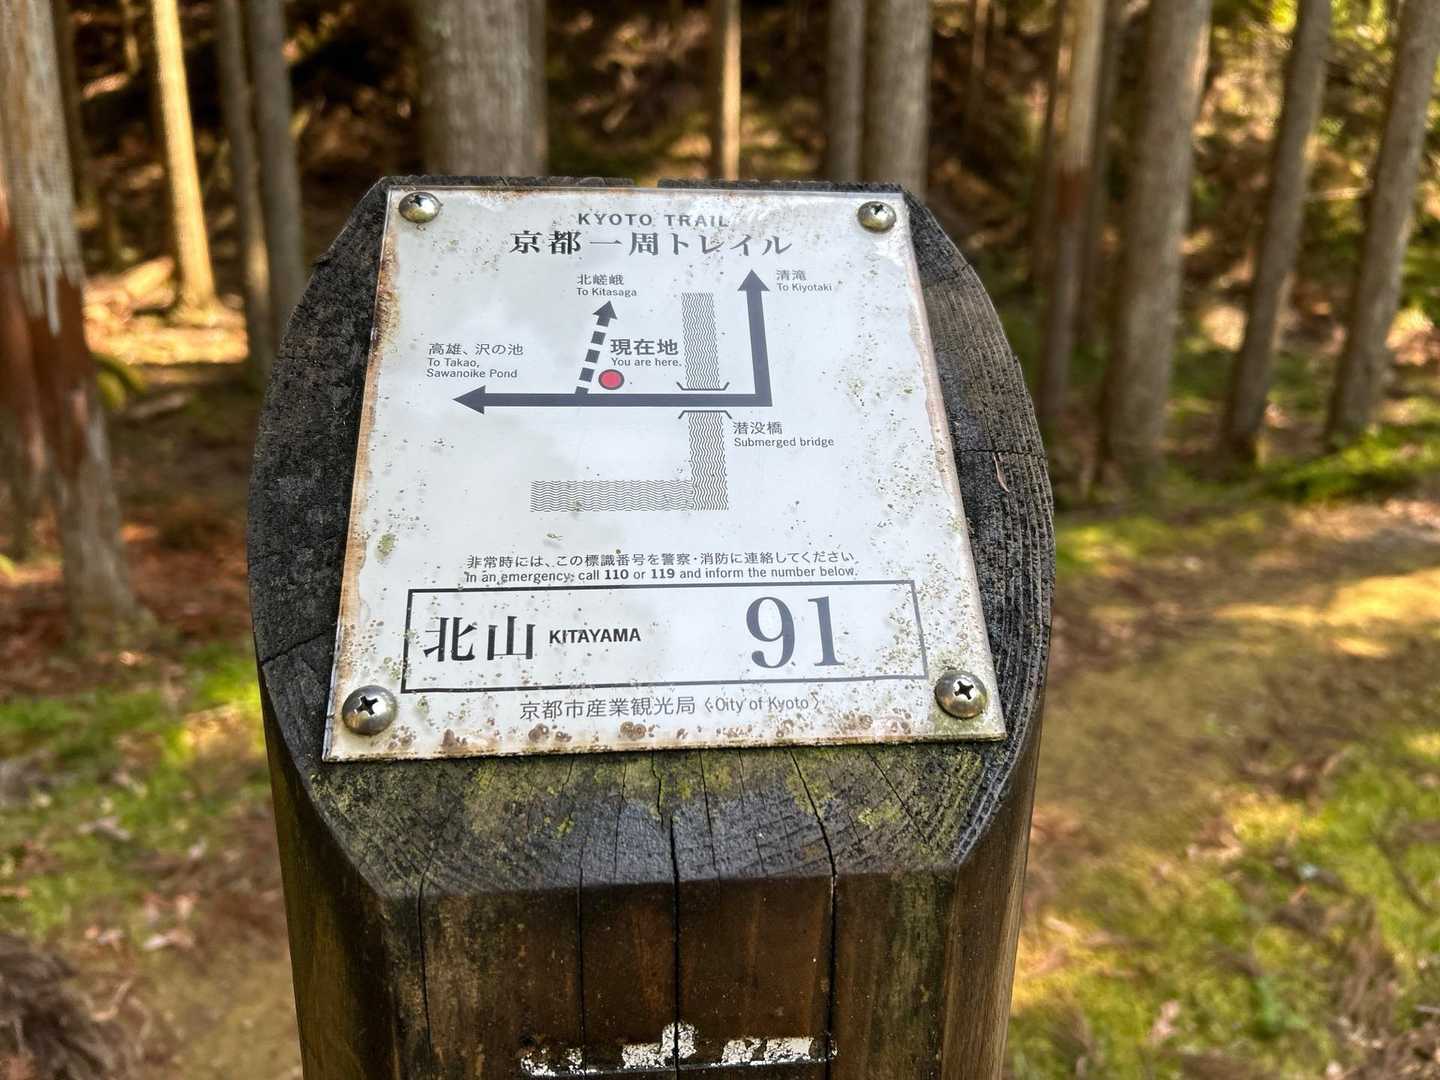 KYOTO TRAIL
京都一周トレイル
北嵯峨
To Kitasaga
清滝
To Kiyotaki
高雄、沢の池
To Takao,
Sawanoike Pond
現在地
You are here.
潜没橋
Submerged bridge
非常時には、この標識番号を警察・消防に連絡してください
In an emergency: call 110 or 119 and inform the number below.
北山 KITAYAMA 91
京都市産業観光局〈City of Kyoto〉